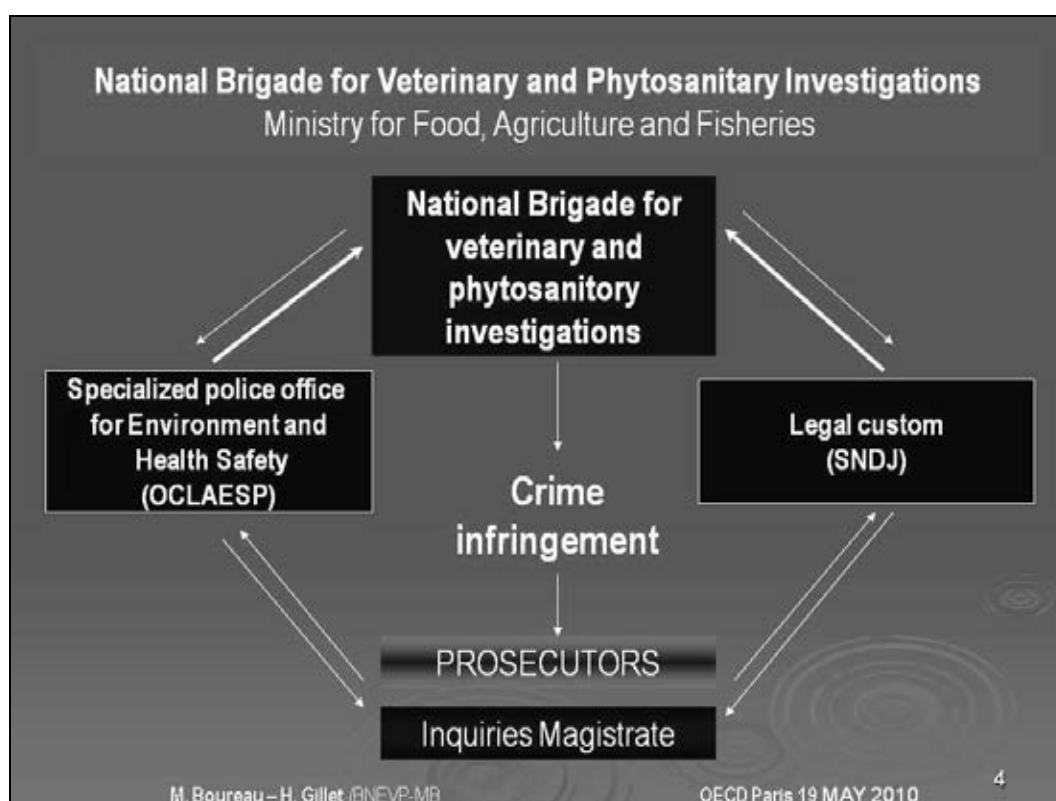 National Brigade for Veterinary and Phytosanitary Investigations
Ministry for Food, Agriculture and Fisheries
National Brigade for
veterinary and
phytosanitory
investigations
Specialized police office
for Environment and
Health Safety
(OCLAESP)
Legal custom
(SNDJ)
Crime
infringement
PROSECUTORS
Inquiries Magistrate
M. Boureau – H. Gillet /BNEVP-MB
OECD Paris 19 MAY 2010
4